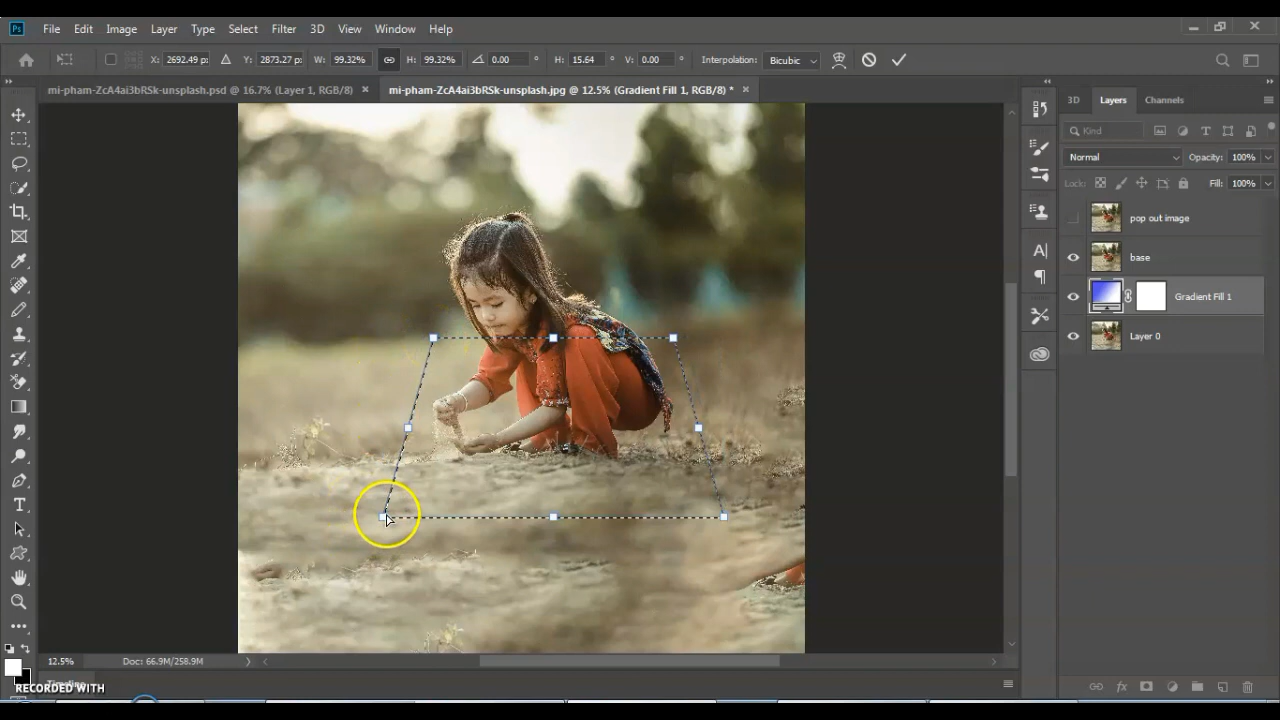 Ps File Edit Image Layer Type Select Filter 3D View Window Help
X: 2692.49 p: Y: 2873.27 p: W: 99.32% H: 99.32% 0.00 ° H: 15.64 ° V: 0.00 ° Interpolation: Bicubic
mi-pham-ZcA4ai3bRSk-unsplash.psd @ 16.7% (Layer 1, RGB/8) × mi-pham-ZcA4ai3bRSk-unsplash.jpg @ 12.5% (Gradient Fill 1, RGB/8) * ×
3D Layers Channels
Kind
Normal Opacity: 100%
Lock: Fill: 100%
pop out image
base
Gradient Fill 1
Layer 0
12.5% Doc: 66.9M/258.9M
Timeline
RECORDED WITH